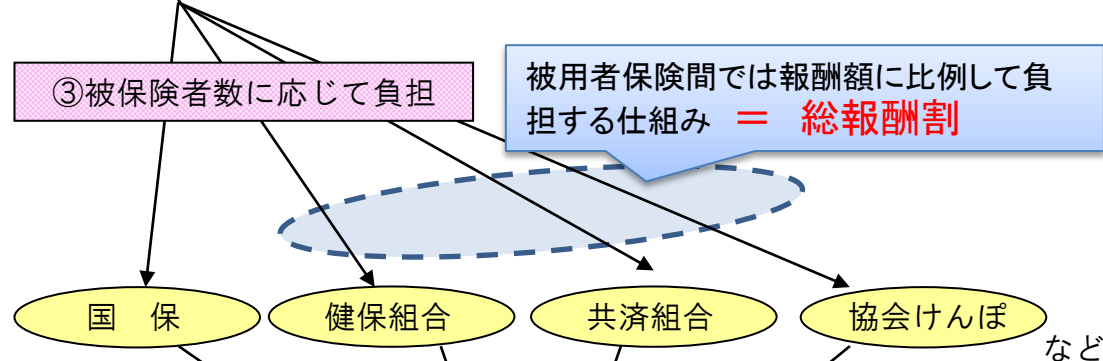 ③被保険者数に応じて負担
被用者保険間では報酬額に比例して負
担する仕組み ＝ 総報酬割
国　保
健保組合
共済組合
協会けんぽ
など